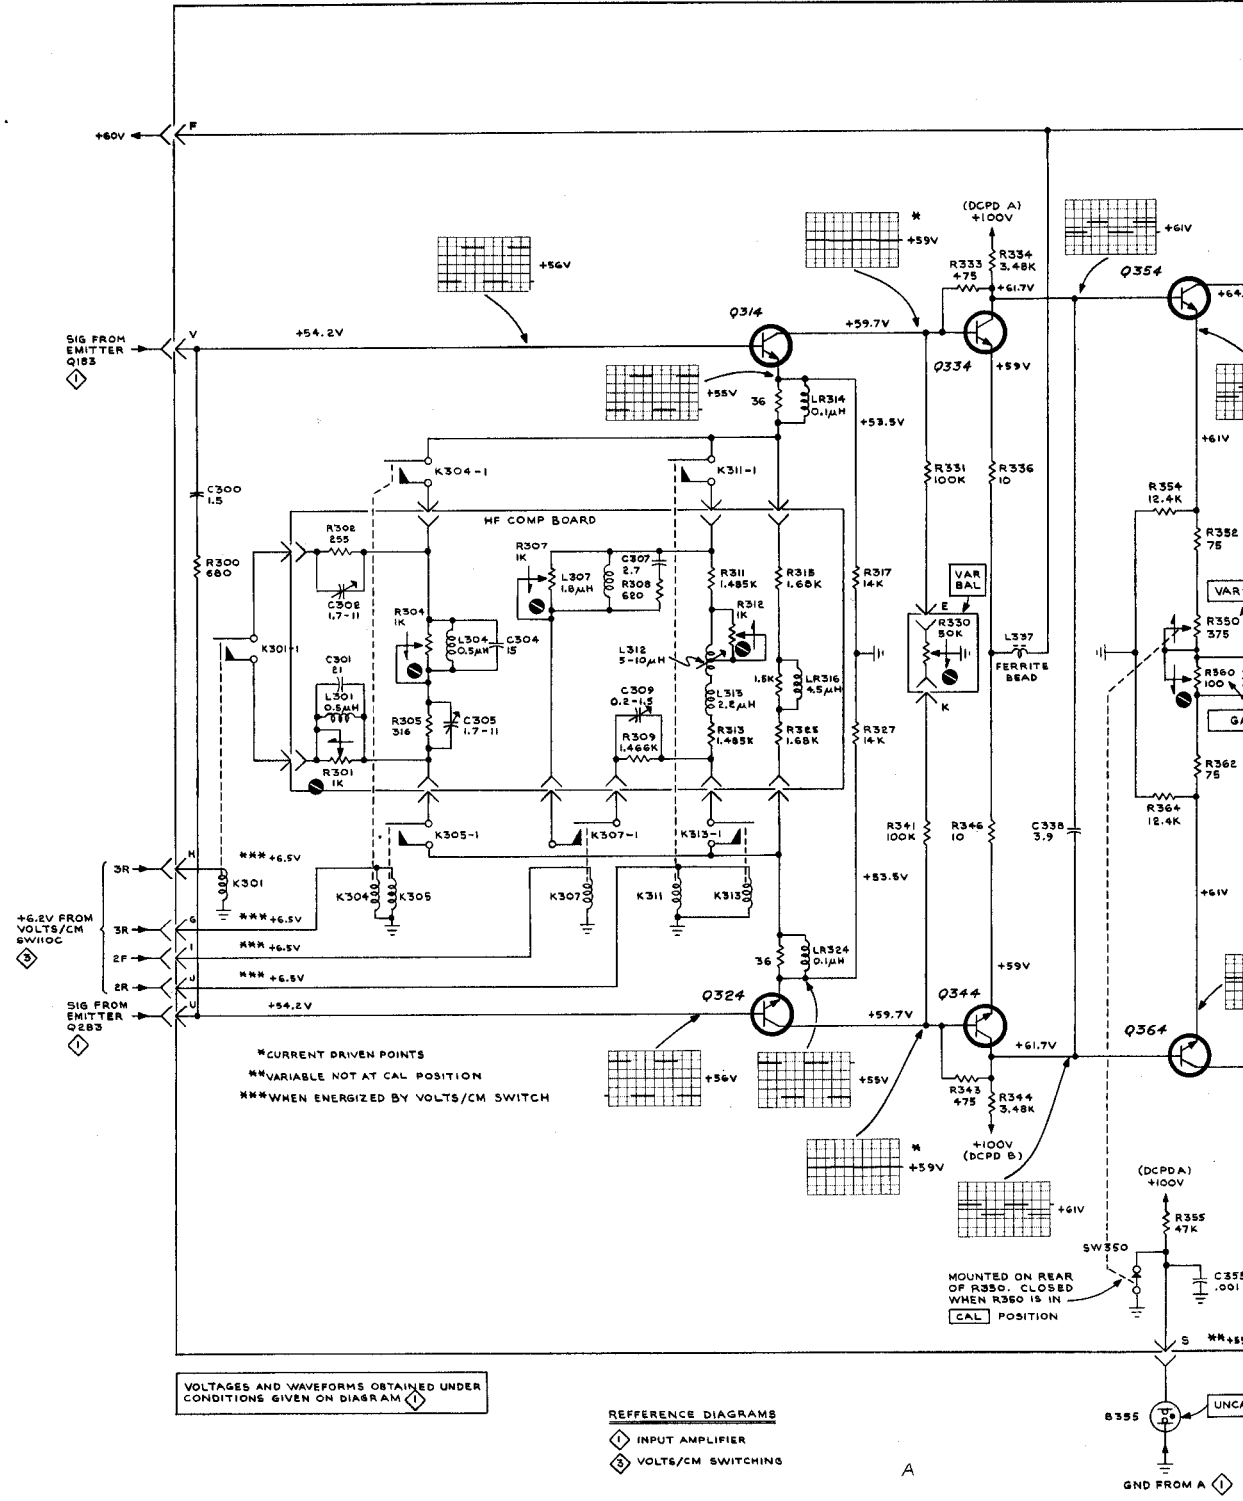 +60V
F
(DCPD A)
+100V
*
+59V
+61V
R333
475
R334
3.48K
+61.7V
Q354
+56V
SIG FROM
EMITTER
Q183
1
V
+54.2V
Q314
+59.7V
Q334
+59V
+55V
36
LR314
0.1μH
+53.5V
+61V
K304-1
K311-1
R331
100K
R336
10
R354
12.4K
C300
1.5
HF COMP BOARD
R302
255
R307
1K
C307
2.7
R308
620
L307
1.8μH
R311
1.485K
R315
1.68K
R317
14K
R352
75
R300
680
C302
1.7-11
VAR
BAL
R304
1K
R312
1K
E
R330
50K
R350
375
L304
0.5μH
C304
15
L337
FERRITE
BEAD
K301-1
L312
5-10μH
1.5K
LR316
4.5μH
R360
100
C301
21
L301
0.5μH
C309
0.2-1.5
L313
2.2μH
K
R305
316
C305
1.7-11
R309
1.466K
R313
1.485K
R325
1.68K
R327
14K
R301
1K
R362
75
R364
12.4K
K305-1
K307-1
K313-1
R341
100K
R346
10
C338
3.9
3R
H
*** +6.5V
K301
K304
K305
K307
K311
K313
+53.5V
+61V
+6.2V FROM
VOLTS/CM
SW110C
3
3R
G
*** +6.5V
2F
I
*** +6.5V
2R
J
*** +6.5V
36
LR324
0.1μH
+59V
SIG FROM
EMITTER
Q283
1
U
+54.2V
Q324
+59.7V
Q344
+61.7V
Q364
*CURRENT DRIVEN POINTS
**VARIABLE NOT AT CAL POSITION
***WHEN ENERGIZED BY VOLTS/CM SWITCH
+56V
+55V
R343
475
R344
3.48K
+100V
(DCPD B)
*
+59V
+61V
(DCPD A)
+100V
R355
47K
SW350
MOUNTED ON REAR
OF R350. CLOSED
WHEN R350 IS IN
CAL POSITION
.001
S
VOLTAGES AND WAVEFORMS OBTAINED UNDER
CONDITIONS GIVEN ON DIAGRAM 1
B355
REFFERENCE DIAGRAMS
1 INPUT AMPLIFIER
3 VOLTS/CM SWITCHING
A
GND FROM A 1